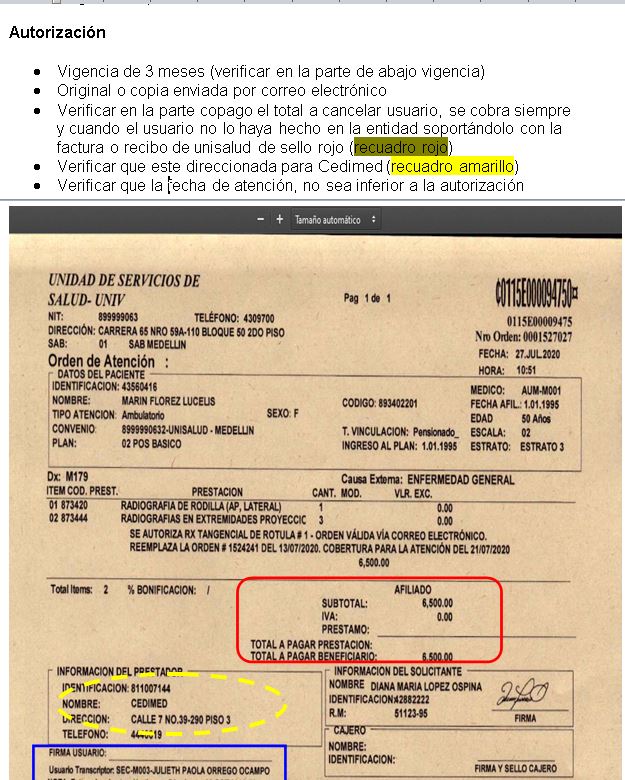 Autorización
• Vigencia de 3 meses (verificar en la parte de abajo vigencia)
• Original o copia enviada por correo electrónico
• Verificar en la parte copago el total a cancelar usuario, se cobra siempre
y cuando el usuario no lo haya hecho en la entidad soportándolo con la
factura o recibo de unisalud de sello rojo (recuadro rojo)
• Verificar que este direccionada para Cedimed (recuadro amarillo)
• Verificar que la fecha de atención, no sea inferior a la autorización
− + Tamaño automático
UNIDAD DE SERVICIOS DE
SALUD- UNIV
Pag 1 de 1
¢0115E000094750¤
NIT: 899999063 TELÉFONO: 4309700
0115E00009475
DIRECCIÓN: CARRERA 65 NRO 59A-110 BLOQUE 50 2DO PISO
Nro Orden: 0001527027
SAB: 01 SAB MEDELLIN
FECHA: 27.JUL.2020
Orden de Atención :
HORA: 10:51
DATOS DEL PACIENTE
IDENTIFICACION: 43560416
MEDICO: AUM-M001
NOMBRE: MARIN FLOREZ LUCELIS
CODIGO: 893402201
FECHA AFIL.: 1.01.1995
TIPO ATENCION: Ambulatorio SEXO: F
EDAD 50 Años
CONVENIO: 8999990632-UNISALUD - MEDELLIN
T. VINCULACION: Pensionado_ ESCALA: 02
PLAN: 02 POS BASICO
INGRESO AL PLAN: 1.01.1995 ESTRATO: ESTRATO 3
Dx: M179
Causa Externa: ENFERMEDAD GENERAL
ITEM COD. PREST. PRESTACION CANT. MOD. VLR. EXC.
01 873420 RADIOGRAFIA DE RODILLA (AP, LATERAL) 1 0.00
02 873444 RADIOGRAFIAS EN EXTREMIDADES PROYECCIC 3 0.00
SE AUTORIZA RX TANGENCIAL DE ROTULA # 1 - ORDEN VÁLIDA VÍA CORREO ELECTRÓNICO.
REEMPLAZA LA ORDEN # 1524241 DEL 13/07/2020. COBERTURA PARA LA ATENCIÓN DEL 21/07/2020
6,500.00
Total Items: 2 % BONIFICACION: /
AFILIADO
SUBTOTAL: 6,500.00
IVA: 0.00
PRESTAMO:
TOTAL A PAGAR PRESTACION:
TOTAL A PAGAR BENEFICIARIO: 6,500.00
INFORMACION DEL PRESTADOR
IDENTIFICACION: 811007144
NOMBRE: CEDIMED
DIRECCION: CALLE 7 NO.39-290 PISO 3
TELEFONO:
INFORMACION DEL SOLICITANTE
NOMBRE DIANA MARIA LOPEZ OSPINA
IDENTIFICACION#2882222
R.M: 51123-95
FIRMA
CAJERO
NOMBRE:
IDENTIFICACION:
FIRMA Y SELLO CAJERO
FIRMA USUARIO:
Usuario Transcriptor: SEC-M003-JULIETH PAOLA ORREGO OCAMPO